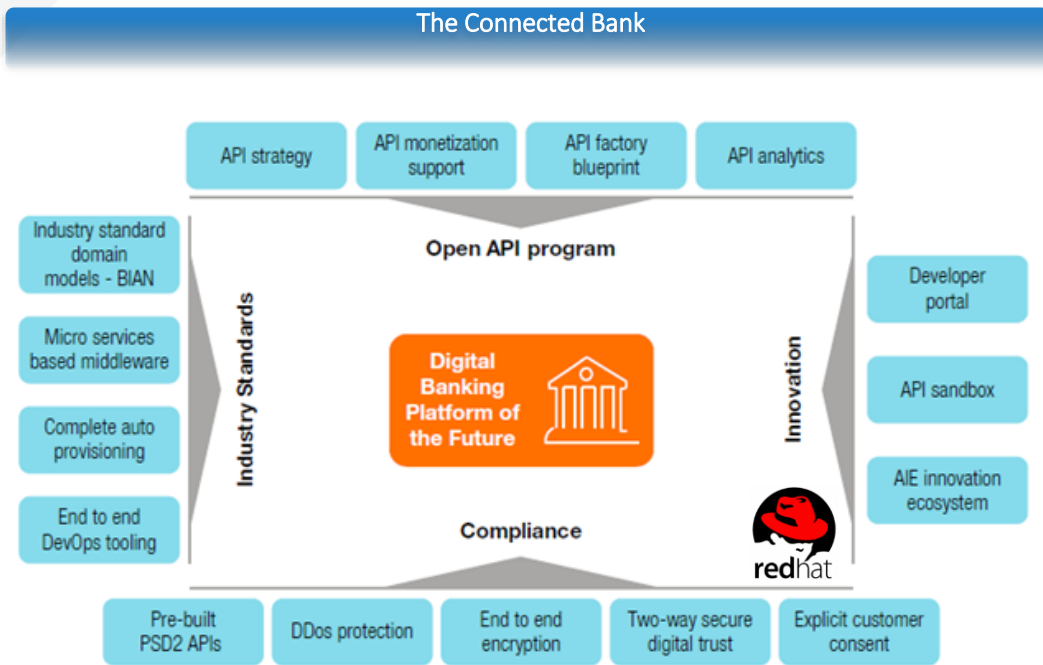 The Connected Bank
API strategy
API monetization
support
API factory
blueprint
API analytics
Open API program
Industry standard
domain
models - BIAN
Micro services
based middleware
Complete auto
provisioning
End to end
DevOps tooling
Industry Standards
Digital
Banking
Platform of
the Future
Innovation
Developer
portal
API sandbox
AIE innovation
ecosystem
Compliance
redhat
Pre-built
PSD2 APIs
DDos protection
End to end
encryption
Two-way secure
digital trust
Explicit customer
consent